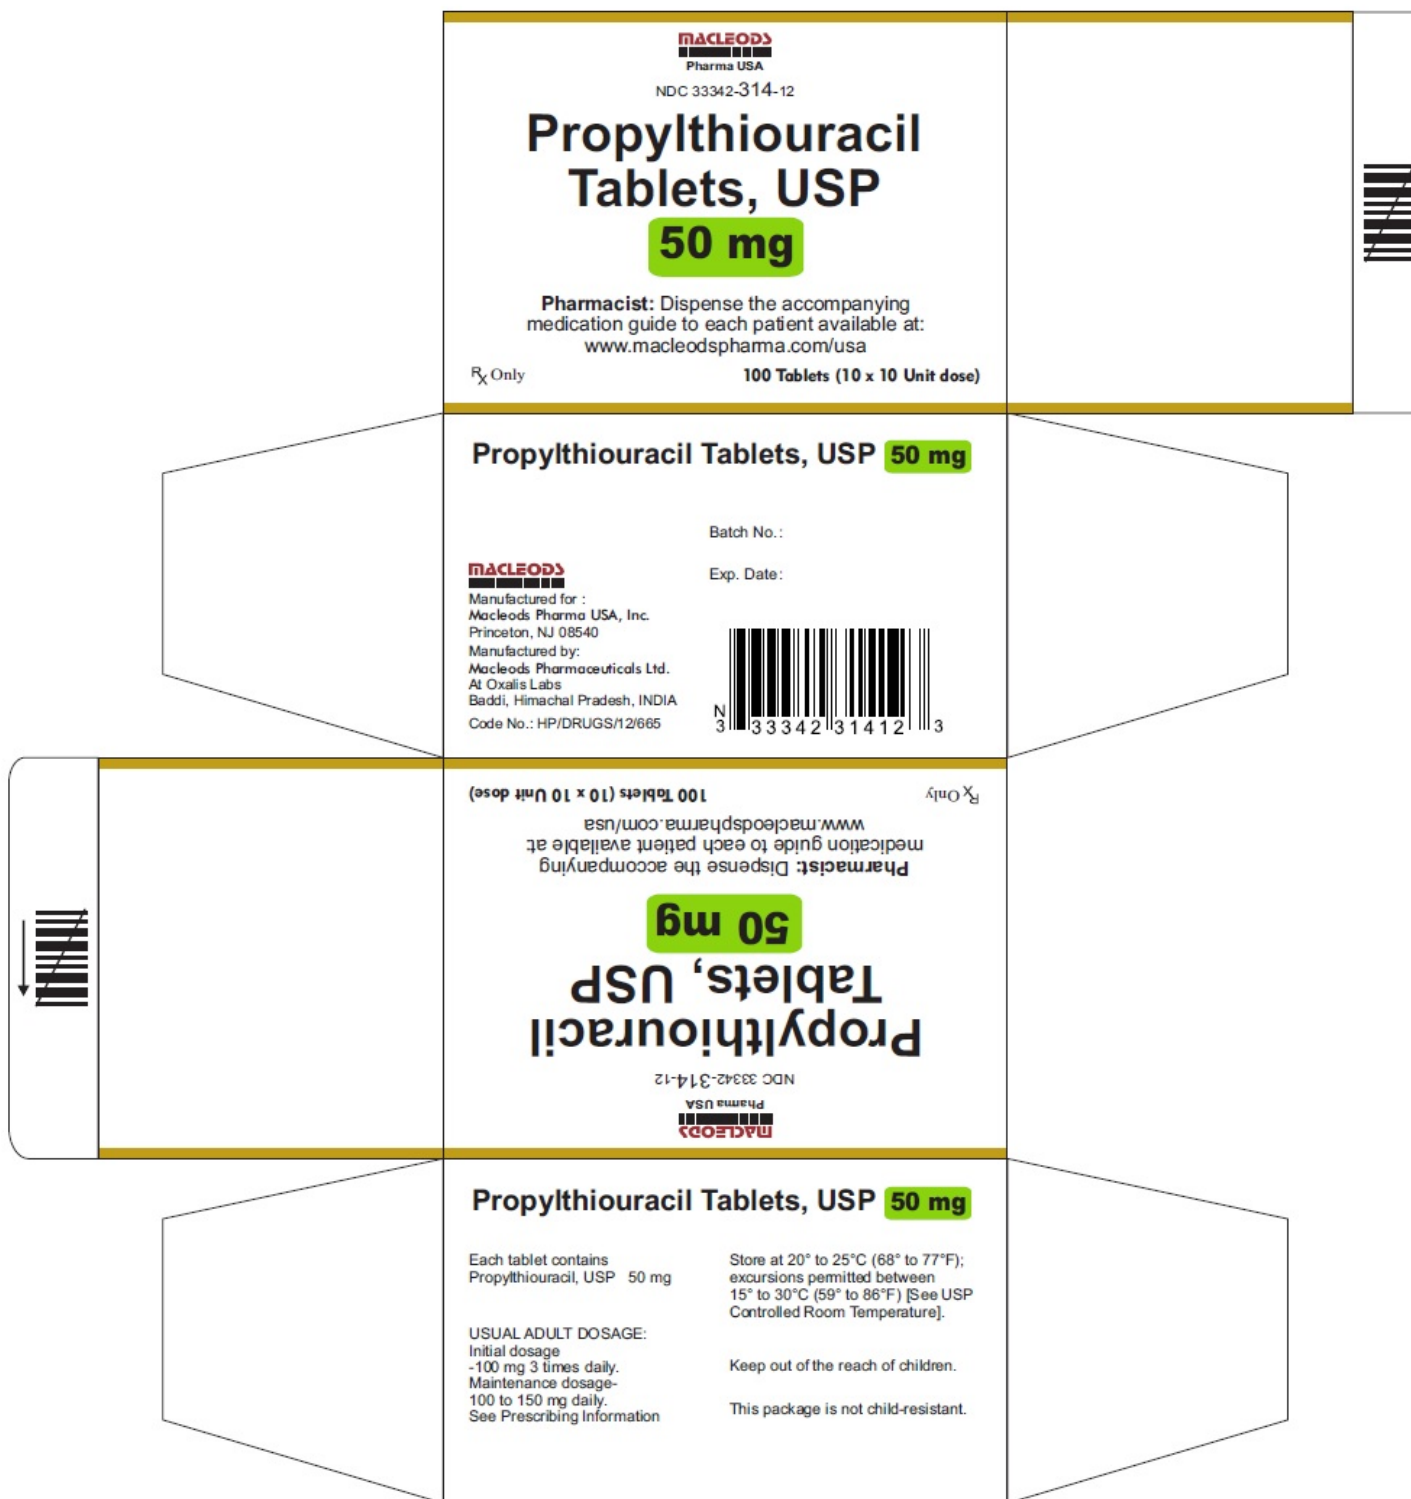 MACLEODS
Pharma USA
NDC 33342-314-12
Propylthiouracil
Tablets, USP
50 mg
Pharmacist: Dispense the accompanying
medication guide to each patient available at:
www.macleodspharma.com/usa
Rx Only 100 Tablets (10 x 10 Unit dose)
Propylthiouracil Tablets, USP 50 mg
Batch No.:
Exp. Date:
MACLEODS
Manufactured for :
Macleods Pharma USA, Inc.
Princeton, NJ 08540
Manufactured by:
Macleods Pharmaceuticals Ltd.
At Oxalis Labs
Baddi, Himachal Pradesh, INDIA
Code No.: HP/DRUGS/12/665
N
3 33342 31412 3
MACLEODS
Pharma USA
NDC 33342-314-12
Propylthiouracil
Tablets, USP
50 mg
Pharmacist: Dispense the accompanying
medication guide to each patient available at:
www.macleodspharma.com/usa
Rx Only 100 Tablets (10 x 10 Unit dose)
Propylthiouracil Tablets, USP 50 mg
Each tablet contains
Propylthiouracil, USP 50 mg
USUAL ADULT DOSAGE:
Initial dosage
-100 mg 3 times daily.
Maintenance dosage-
100 to 150 mg daily.
See Prescribing Information
Store at 20° to 25°C (68° to 77°F);
excursions permitted between
15° to 30°C (59° to 86°F) [See USP
Controlled Room Temperature].
Keep out of the reach of children.
This package is not child-resistant.